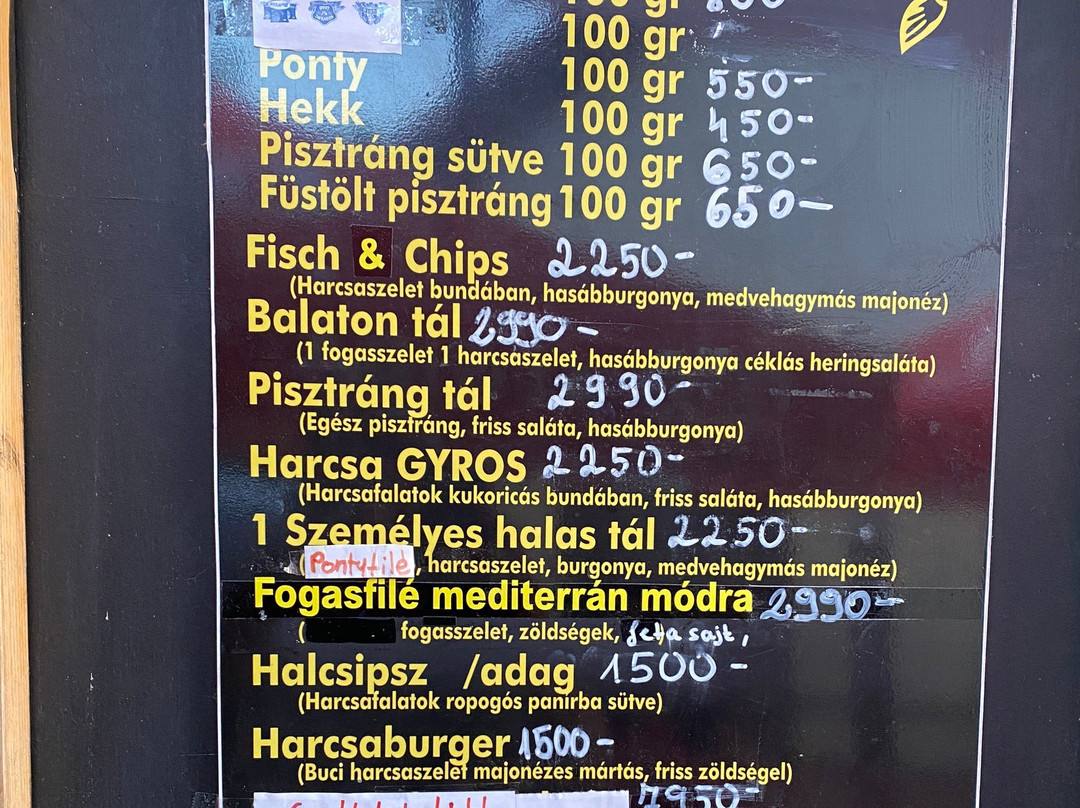 100 gr
100 gr
Ponty 100 gr 550-
Hekk 100 gr 450-
Pisztráng sütve 100 gr 650-
Füstölt pisztráng 100 gr 650-
Fisch & Chips 2250-
(Harcsaszelet bundában, hasábburgonya, medvehagymás majonéz)
Balaton tál 2990-
(1 fogasszelet 1 harcsaszelet, hasábburgonya céklás heringsaláta)
Pisztráng tál 2990-
(Egész pisztráng, friss saláta, hasábburgonya)
Harcsa GYROS 2250-
(Harcsafalatok kukoricás bundában, friss saláta, hasábburgonya)
1 Személyes halas tál 2250-
(Pontyfilé, harcsaszelet, burgonya, medvehagymás majonéz)
Fogasfilé mediterrán módra 2990-
( fogasszelet, zöldségek, feta sajt,
Halcsipsz /adag 1500-
(Harcsafalatok ropogós panírba sütve)
Harcsaburger 1500-
(Buci harcsaszelet majonézes mártás, friss zöldségel)